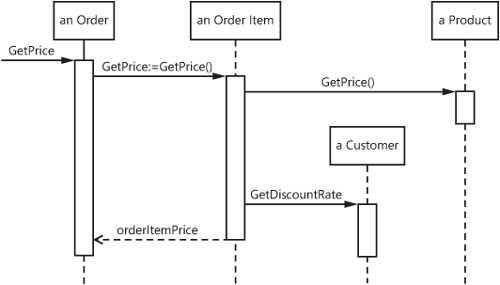 an Order
an Order Item
a Product
GetPrice
GetPrice:=GetPrice()
GetPrice()
a Customer
GetDiscountRate
orderItemPrice